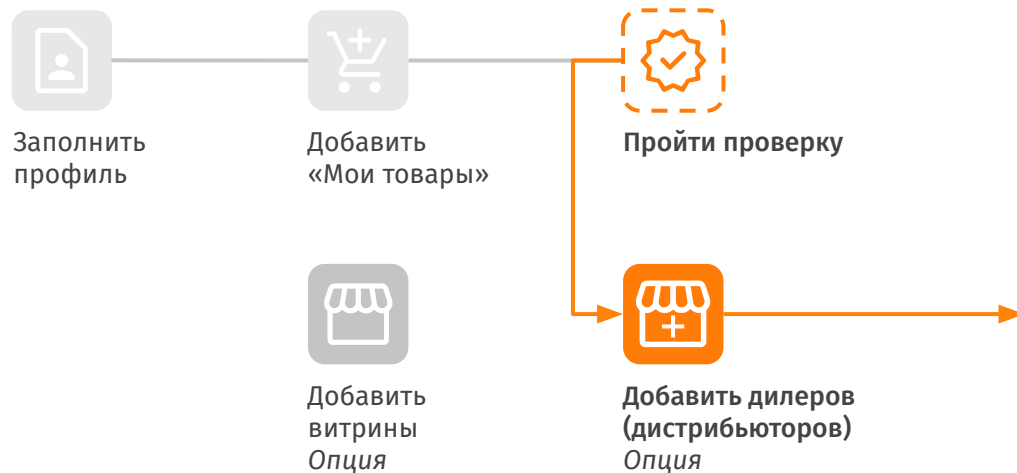 Заполнить
профиль
Добавить
«Мои товары»
Пройти проверку
Добавить
витрины
Опция
Добавить дилеров
(дистрибьюторов)
Опция